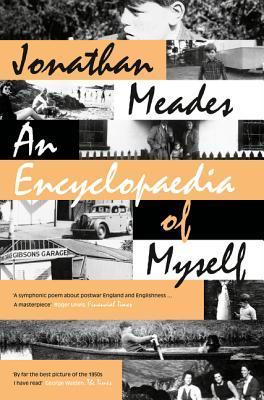 Jonathan
Meades
An
Encyclopaedia
of
Myself
GIBSONS GARAGE
'A symphonic poem about postwar England and Englishness ...
A masterpiece' Roger Lewis, Financial Times
'By far the best picture of the 1950s
I have read' George Walden, The Times